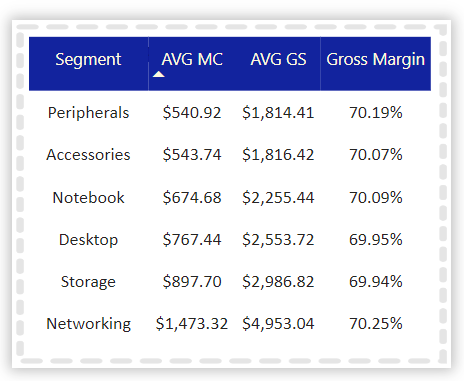 Segment AVG MC AVG GS Gross Margin
Peripherals $540.92 $1,814.41 70.19%
Accessories $543.74 $1,816.42 70.07%
Notebook $674.68 $2,255.44 70.09%
Desktop $767.44 $2,553.72 69.95%
Storage $897.70 $2,986.82 69.94%
Networking $1,473.32 $4,953.04 70.25%